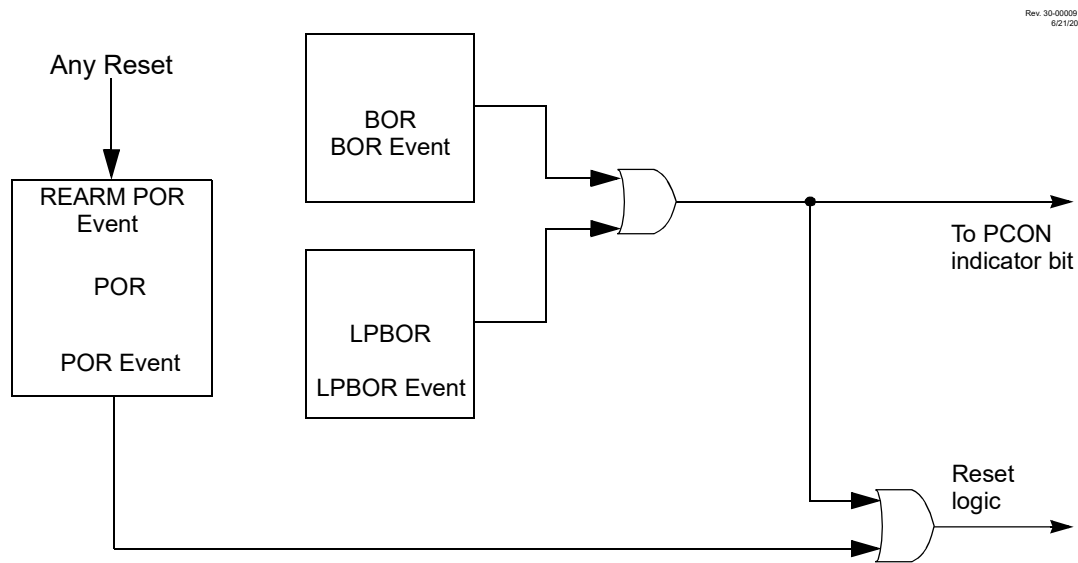 Rev. 30-00009
6/21/20
Any Reset
REARM POR
Event
POR
POR Event
BOR
BOR Event
LPBOR
LPBOR Event
To PCON
indicator bit
Reset
logic